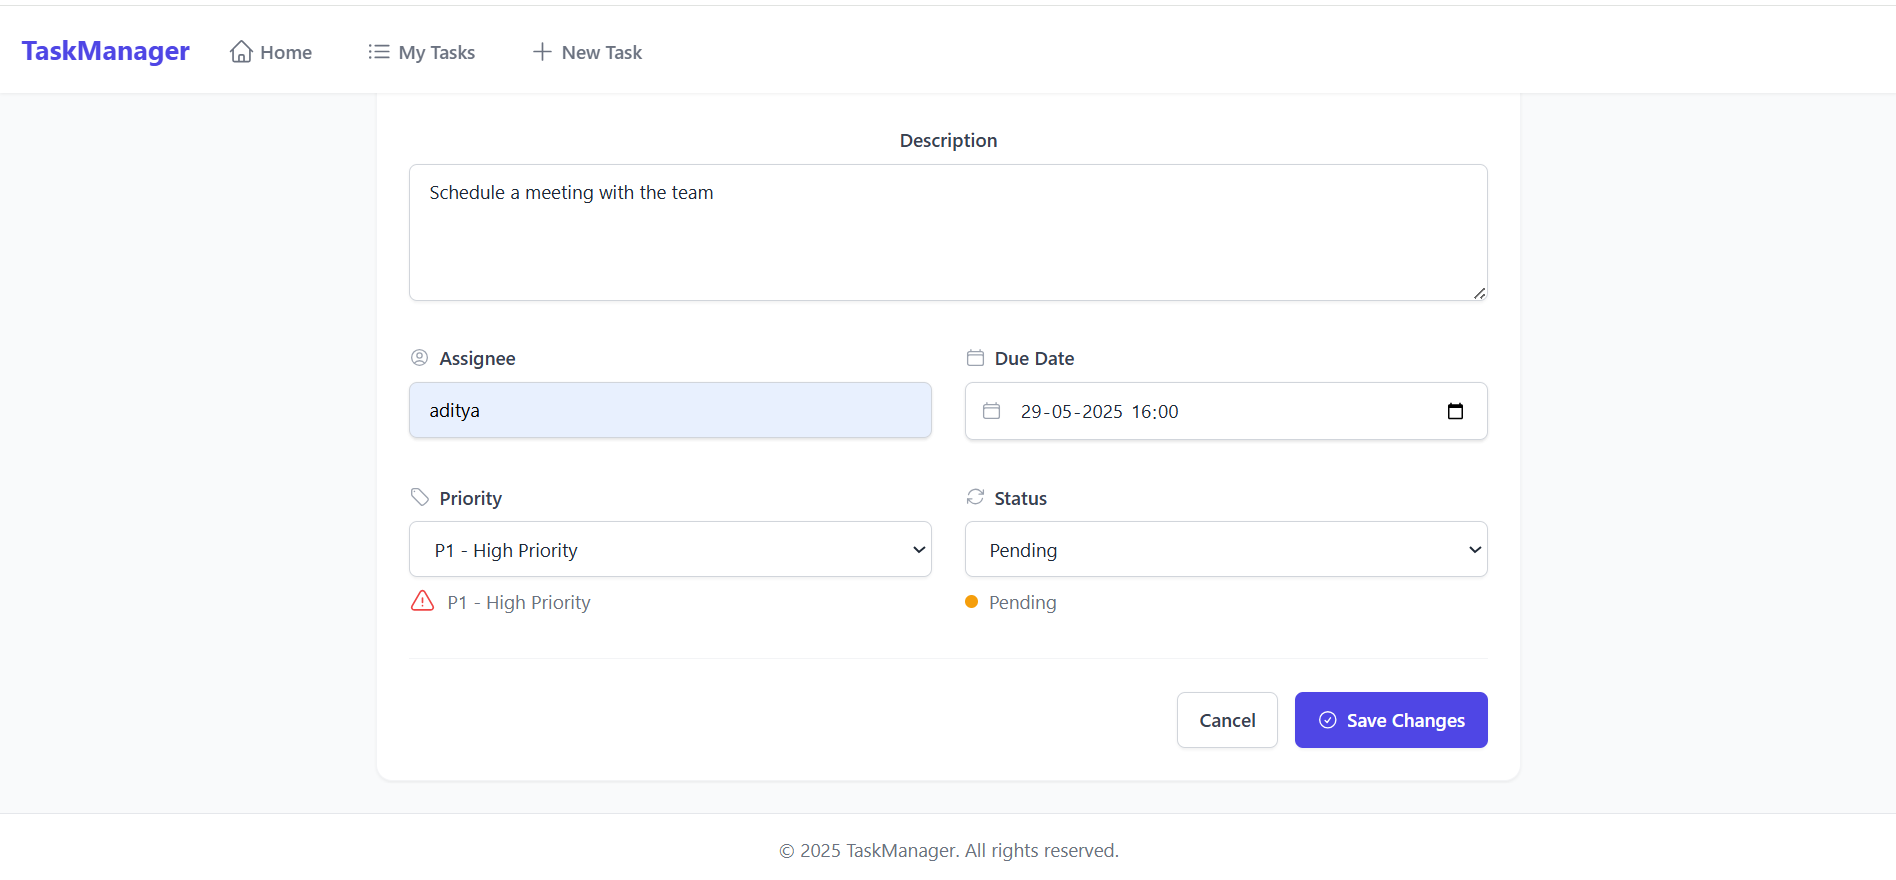 TaskManager
Home
My Tasks
New Task
Description
Schedule a meeting with the team
Assignee
Due Date
aditya
29-05-2025 16:00
Priority
Status
P1 - High Priority
Pending
P1 - High Priority
Pending
Cancel
Save Changes
© 2025 TaskManager. All rights reserved.